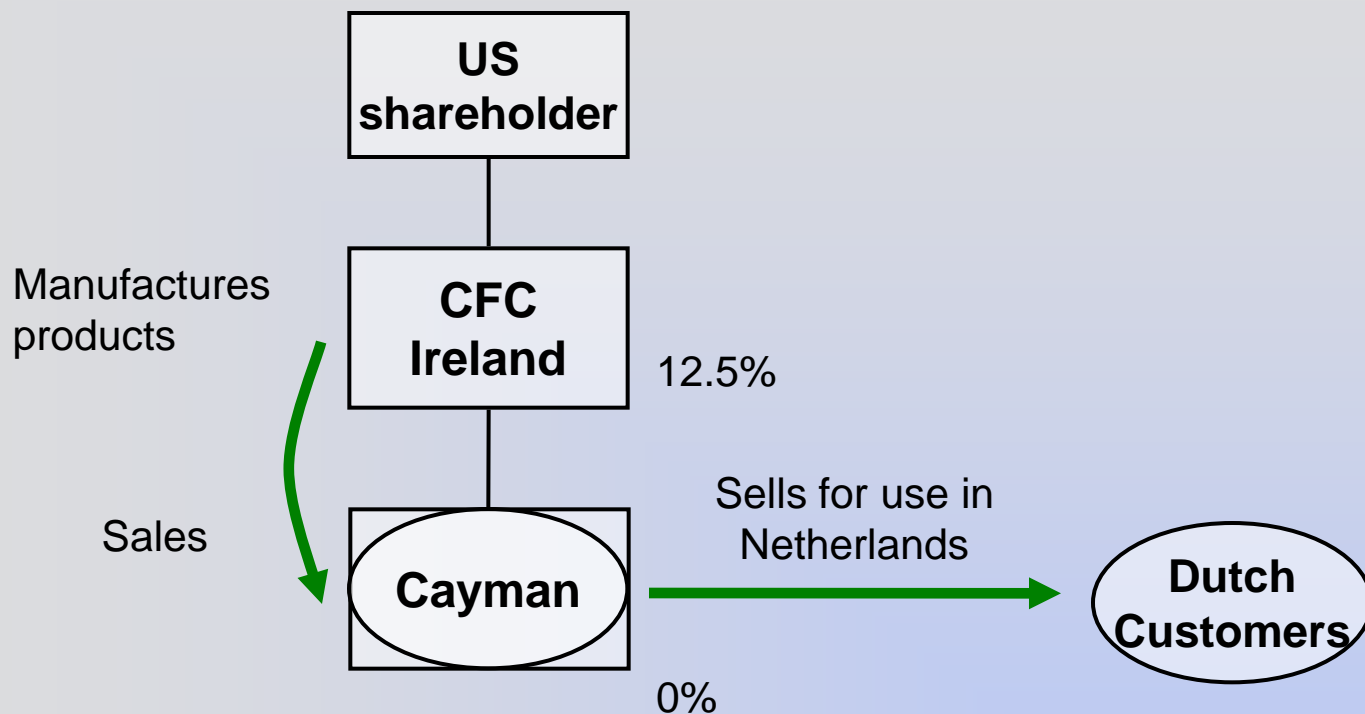 US
shareholder
Manufactures
products
CFC
Ireland
12.5%
Sales
Sells for use in
Netherlands
Cayman
Dutch
Customers
0%